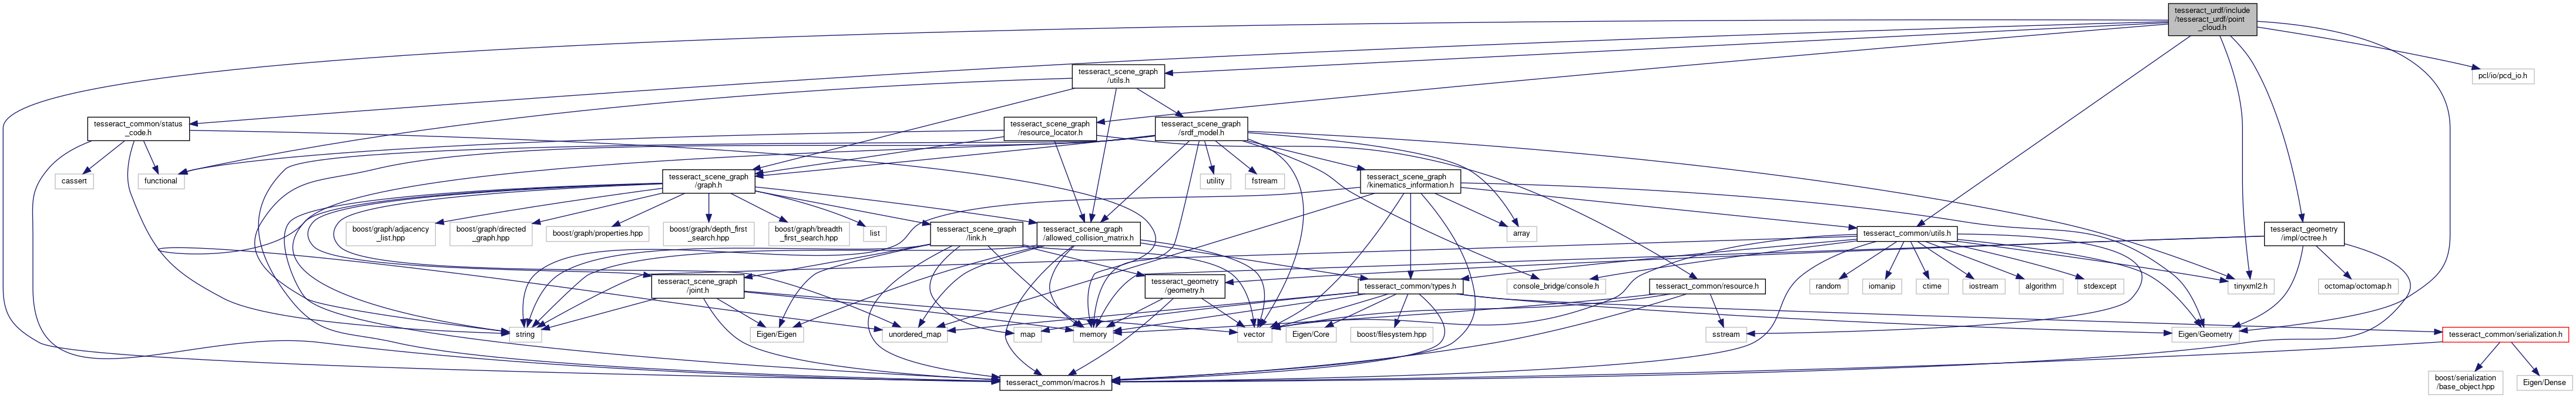 tesseract_urdf/include
/tesseract_urdf/point
_cloud.h
tesseract_scene_graph
/utils.h
pcl/io/pcd_io.h
tesseract_common/status
_code.h
tesseract_scene_graph
/resource_locator.h
tesseract_scene_graph
/srdf_model.h
cassert
functional
tesseract_scene_graph
/graph.h
utility
fstream
tesseract_scene_graph
/kinematics_information.h
boost/graph/adjacency
_list.hpp
boost/graph/directed
_graph.hpp
boost/graph/properties.hpp
boost/graph/depth_first
_search.hpp
boost/graph/breadth
_first_search.hpp
list
tesseract_scene_graph
/link.h
tesseract_scene_graph
/allowed_collision_matrix.h
array
tesseract_common/utils.h
tesseract_geometry
/impl/octree.h
tesseract_scene_graph
/joint.h
tesseract_geometry
/geometry.h
tesseract_common/types.h
console_bridge/console.h
tesseract_common/resource.h
random
iomanip
ctime
iostream
algorithm
stdexcept
tinyxml2.h
octomap/octomap.h
string
Eigen/Eigen
unordered_map
map
memory
vector
Eigen/Core
boost/filesystem.hpp
sstream
Eigen/Geometry
tesseract_common/serialization.h
tesseract_common/macros.h
boost/serialization
/base_object.hpp
Eigen/Dense